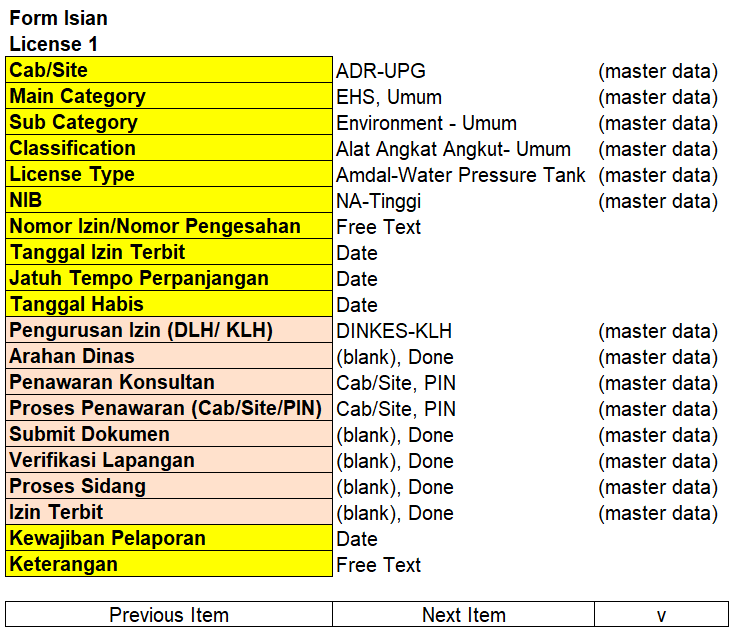 Form Isian
License 1
Cab/Site ADR-UPG (master data)
Main Category EHS, Umum (master data)
Sub Category Environment - Umum (master data)
Classification Alat Angkat Angkut- Umum (master data)
License Type Amdal-Water Pressure Tank (master data)
NIB NA-Tinggi (master data)
Nomor Izin/Nomor Pengesahan Free Text
Tanggal Izin Terbit Date
Jatuh Tempo Perpanjangan Date
Tanggal Habis Date
Pengurusan Izin (DLH/ KLH) DINKES-KLH (master data)
Arahan Dinas (blank), Done (master data)
Penawaran Konsultan Cab/Site, PIN (master data)
Proses Penawaran (Cab/Site/PIN) Cab/Site, PIN (master data)
Submit Dokumen (blank), Done (master data)
Verifikasi Lapangan (blank), Done (master data)
Proses Sidang (blank), Done (master data)
Izin Terbit (blank), Done (master data)
Kewajiban Pelaporan Date
Keterangan Free Text
Previous Item Next Item v